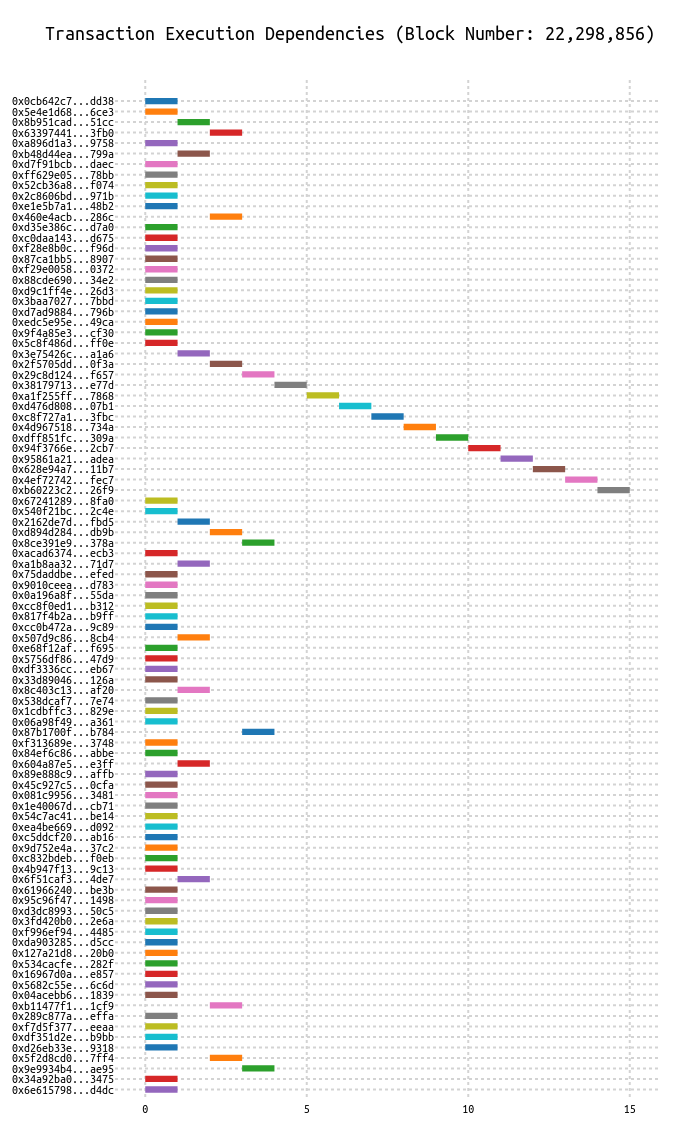 Transaction Execution Dependencies (Block Number: 22,298,856)
0x0cb642c7...dd38
0x5e4e1d68...6ce3
0x8b951cad...51cc
0x63397441...3fb0
0xa896d1a3...9758
0xb48d44ea...799a
0xd7f91bcb...daec
0xff629e05...78bb
0x52cb36a8...f074
0x2c8606bd...971b
0xe1e5b7a1...48b2
0x460e4acb...286c
0xd35e386c...d7a0
0xc0daa143...d675
0xf28e8b0c...f96d
0x87ca1bb5...8907
0xf29e0058...0372
0x88cde690...34e2
0xd9c1ff4e...26d3
0x3baa7027...7bbd
0xd7ad9884...796b
0xedc5e95e...49ca
0x9f4a85e3...cf30
0x5c8f486d...ff0e
0x3e75426c...a1a6
0x2f5705dd...0f3a
0x29c8d124...f657
0x38179713...e77d
0xa1f255ff...7868
0xd476d808...07b1
0xc8f727a1...3fbc
0x4d967518...734a
0xdff851fc...309a
0x94f3766e...2cb7
0x95861a21...adea
0x628e94a7...11b7
0x4ef72742...fec7
0xb60223c2...26f9
0x67241289...8fa0
0x540f21bc...2c4e
0x2162de7d...fbd5
0xd894d284...db9b
0x8ce391e9...378a
0xacad6374...ecb3
0xa1b8aa32...71d7
0x75daddbe...efed
0x9010ceea...d783
0x0a196a8f...55da
0xcc8f0ed1...b312
0x817f4b2a...b9ff
0xcc0b472a...9c89
0x507d9c86...8cb4
0xe68f12af...f695
0x5756df86...47d9
0xdf3336cc...eb67
0x33d89046...126a
0x8c403c13...af20
0x538dcaf7...7e74
0x1cdbffc3...829e
0x06a98f49...a361
0x87b1700f...b784
0xf313689e...3748
0x84ef6c86...abbe
0x604a87e5...e3ff
0x89e888c9...affb
0x45c927c5...0cfa
0x081c9956...3481
0x1e40067d...cb71
0x54c7ac41...be14
0xea4be669...d092
0xc5ddcf20...ab16
0x9d752e4a...37c2
0xc832bdeb...f0eb
0x4b947f13...9c13
0x6f51caf3...4de7
0x61966240...be3b
0x95c96f47...1498
0xd3dc8993...50c5
0x3fd420b0...2e6a
0xf996ef94...4485
0xda903285...d5cc
0x127a21d8...20b0
0x534cacfe...282f
0x16967d0a...e857
0x5682c55e...6c6d
0x04acebb6...1839
0xb11477f1...1cf9
0x289c877a...effa
0xf7d5f377...eeaa
0xdf351d2e...b9bb
0xd26eb33e...9318
0x5f2d8cd0...7ff4
0x9e9934b4...ae95
0x34a92ba0...3475
0x6e615798...d4dc
0 5 10 15